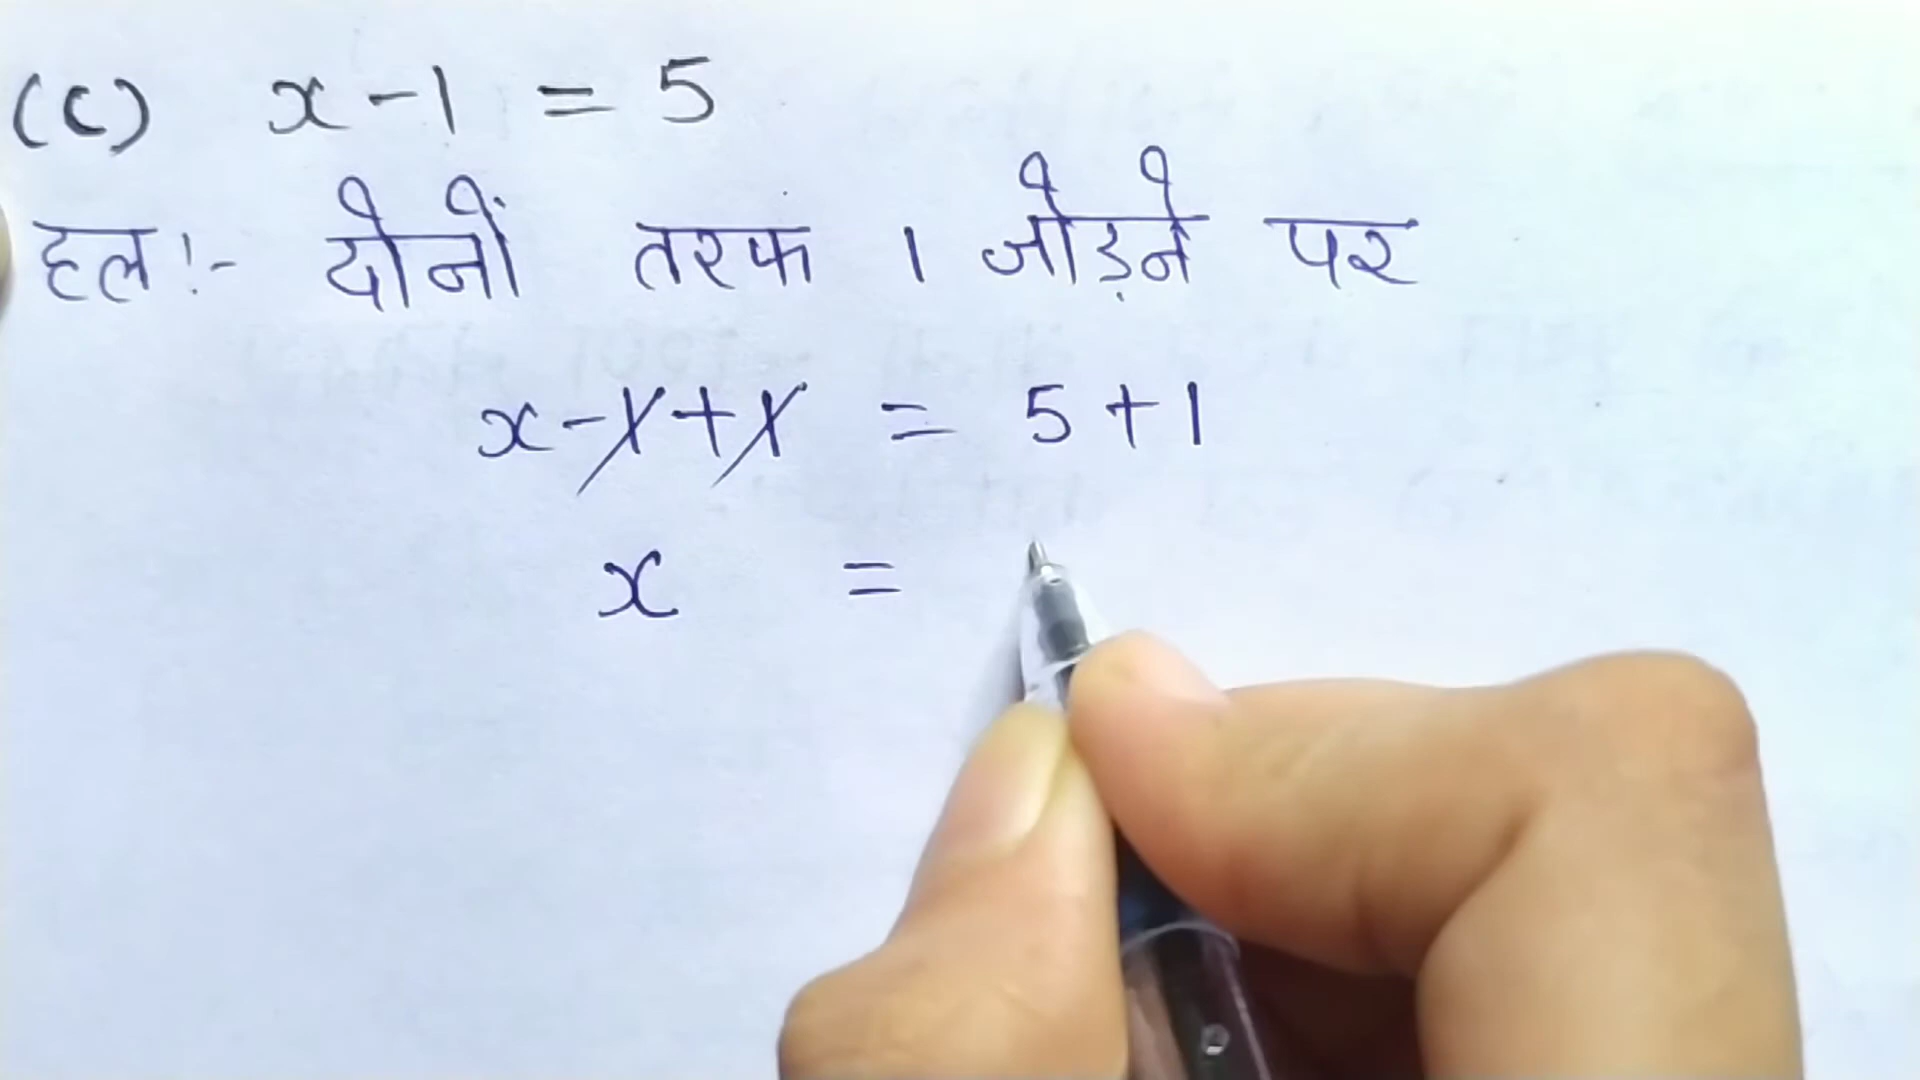 (c) x-1 = 5
हल:- दोनों तरफ 1 जोड़ने पर
x-1+1 = 5+1
x =